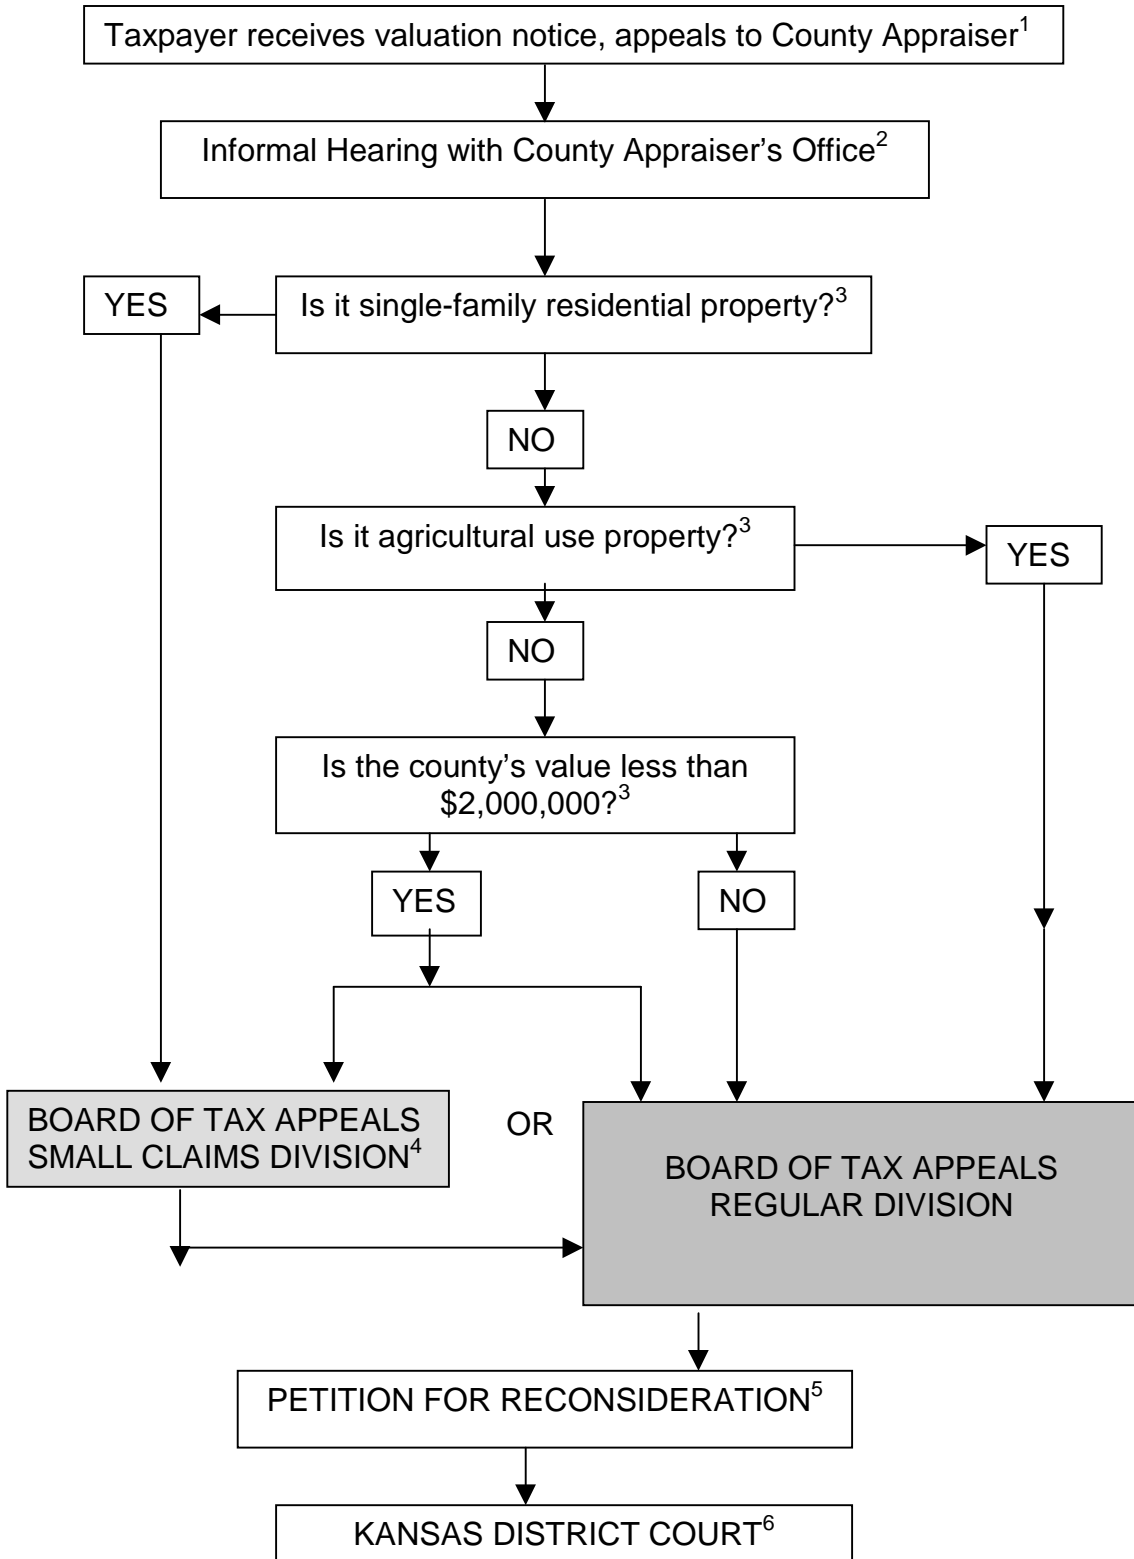 Taxpayer receives valuation notice, appeals to County Appraiser¹
Informal Hearing with County Appraiser’s Office²
YES
Is it single-family residential property?³
NO
Is it agricultural use property?³
YES
NO
Is the county’s value less than
$2,000,000?³
YES
NO
BOARD OF TAX APPEALS
SMALL CLAIMS DIVISION⁴
OR
BOARD OF TAX APPEALS
REGULAR DIVISION
PETITION FOR RECONSIDERATION⁵
KANSAS DISTRICT COURT⁶